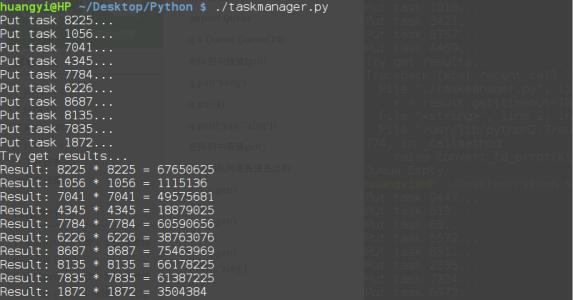 huangyi@HP ~/Desktop/Python $ ./taskmanager.py
Put task 8225...
Put task 1056...
Put task 7041...
Put task 4345...
Put task 7784...
Put task 6226...
Put task 8687...
Put task 8135...
Put task 7835...
Put task 1872...
Try get results...
Result: 8225 * 8225 = 67650625
Result: 1056 * 1056 = 1115136
Result: 7041 * 7041 = 49575681
Result: 4345 * 4345 = 18879025
Result: 7784 * 7784 = 60590656
Result: 6226 * 6226 = 38763076
Result: 8687 * 8687 = 75463969
Result: 8135 * 8135 = 66178225
Result: 7835 * 7835 = 61387225
Result: 1872 * 1872 = 3504384